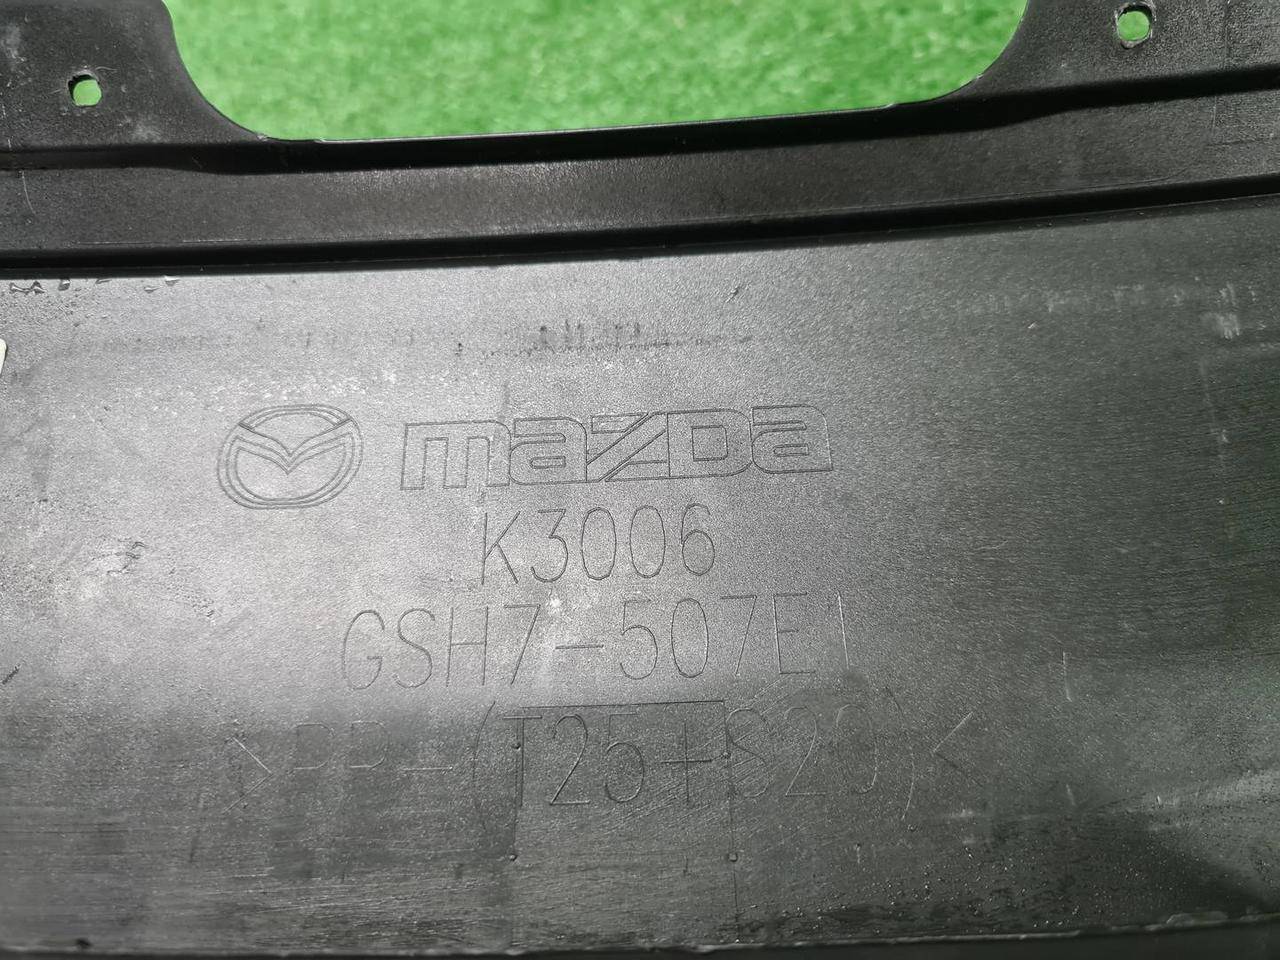 mazda
K3006
GSH7-507E1
>PP-(T25+S20)<